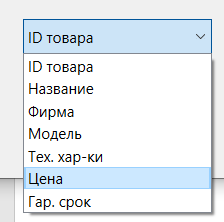 ID товара
ID товара
Название
Фирма
Модель
Тех. хар-ки
Цена
Гар. срок